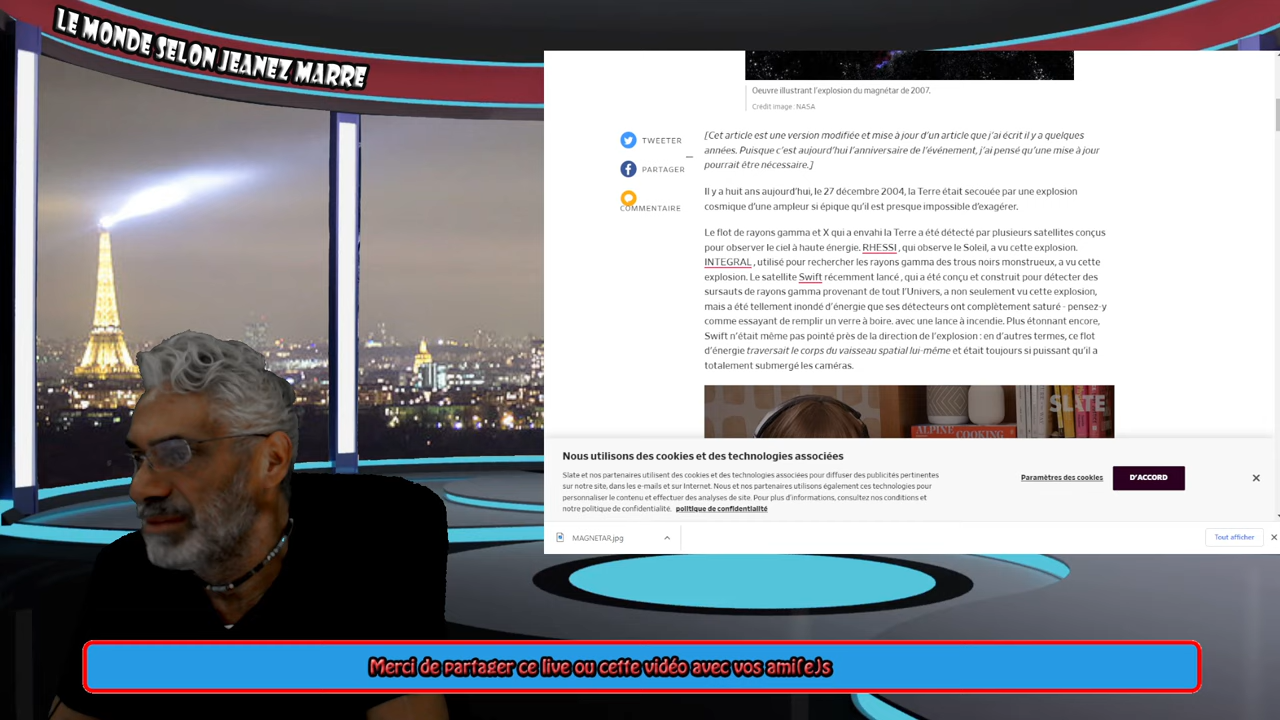 LE MONDE SELON JEANEZ MARRE
Oeuvre illustrant l'explosion du magnétar de 2007.
Crédit image : NASA
TWEETER
PARTAGER
COMMENTAIRE
[Cet article est une version modifiée et mise à jour d'un article que j'ai écrit il y a quelques
années. Puisque c'est aujourd'hui l'anniversaire de l'événement, j'ai pensé qu'une mise à jour
pourrait être nécessaire.]
Il y a huit ans aujourd'hui, le 27 décembre 2004, la Terre était secouée par une explosion
cosmique d'une ampleur si épique qu'il est presque impossible d'exagérer.
Le flot de rayons gamma et X qui a envahi la Terre a été détecté par plusieurs satellites conçus
pour observer le ciel à haute énergie. RHESSI , qui observe le Soleil, a vu cette explosion.
INTEGRAL , utilisé pour rechercher les rayons gamma des trous noirs monstrueux, a vu cette
explosion. Le satellite Swift récemment lancé , qui a été conçu et construit pour détecter des
sursauts de rayons gamma provenant de tout l'Univers, a non seulement vu cette explosion,
mais a été tellement inondé d'énergie que ses détecteurs ont complètement saturé - pensez-y
comme essayant de remplir un verre à boire. avec une lance à incendie. Plus étonnant encore,
Swift n'était même pas pointé près de la direction de l'explosion : en d'autres termes, ce flot
d'énergie traversait le corps du vaisseau spatial lui-même et était toujours si puissant qu'il a
totalement submergé les caméras.
SLATE
ALPINE
COOKING
Nous utilisons des cookies et des technologies associées
Slate et nos partenaires utilisent des cookies et des technologies associées pour diffuser des publicités pertinentes
sur notre site, dans les e-mails et sur Internet. Nous et nos partenaires utilisons également ces technologies pour
personnaliser le contenu et effectuer des analyses de site. Pour plus d'informations, consultez nos conditions et
notre politique de confidentialité. politique de confidentialité
Paramètres des cookies
D'ACCORD
MAGNETAR.jpg
Tout afficher
Merci de partager ce live ou cette vidéo avec vos ami(e)s